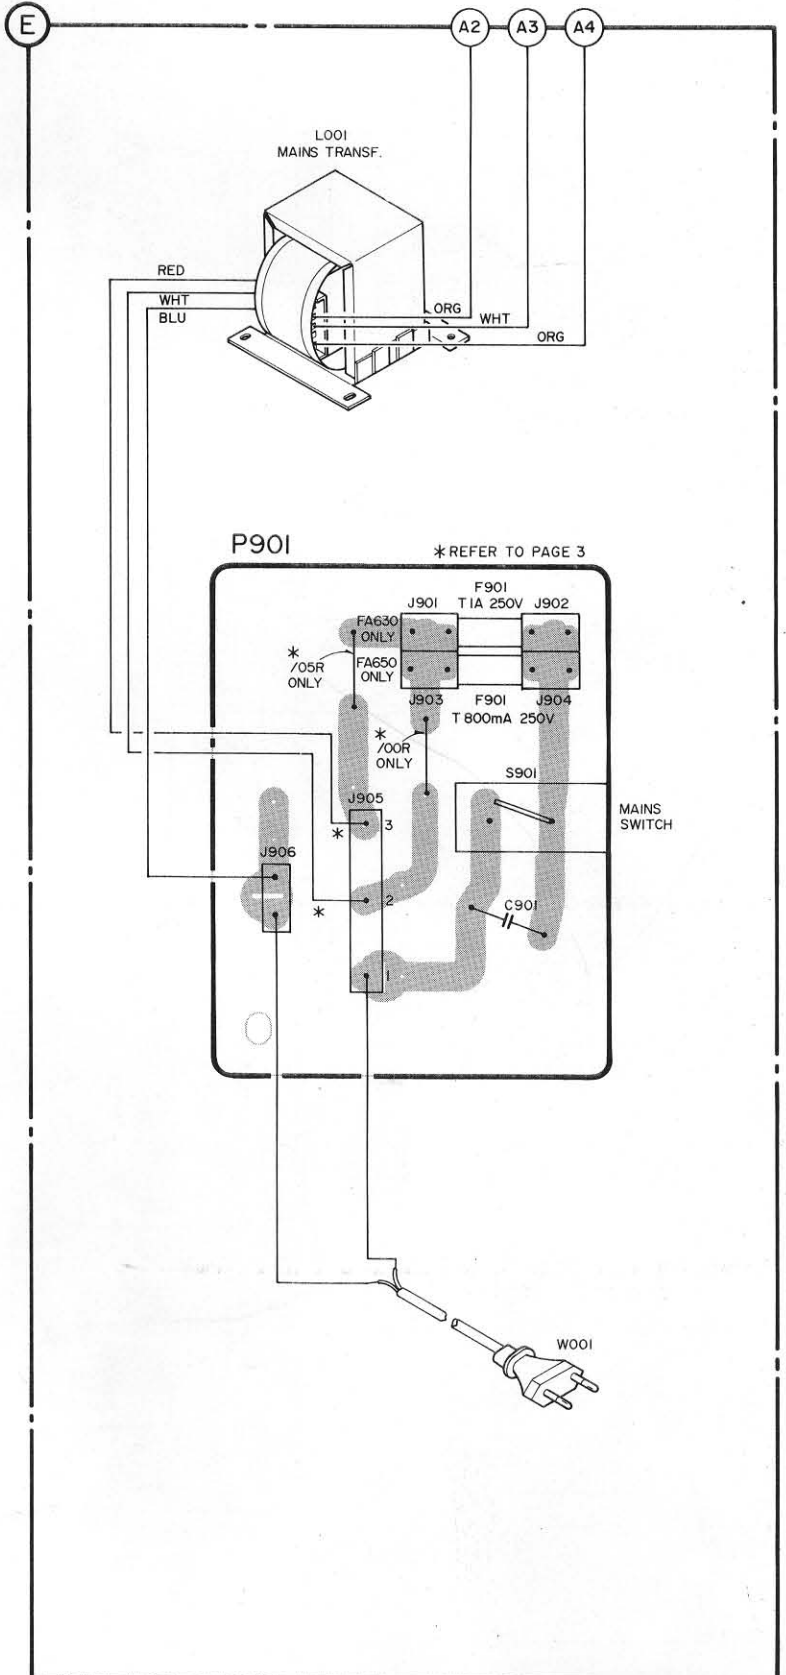 E
A2 A3 A4
L001
MAINS TRANSF.
RED
WHT
BLU
ORG
WHT
ORG
P901
*REFER TO PAGE 3
F901
J901 T1A 250V J902
FA630
ONLY
*
/05R
ONLY
FA650
ONLY
J903 F901 J904
T 800mA 250V
*
/00R
ONLY
S901
MAINS
SWITCH
J905
3
*
J906
2
*
C901
1
W001